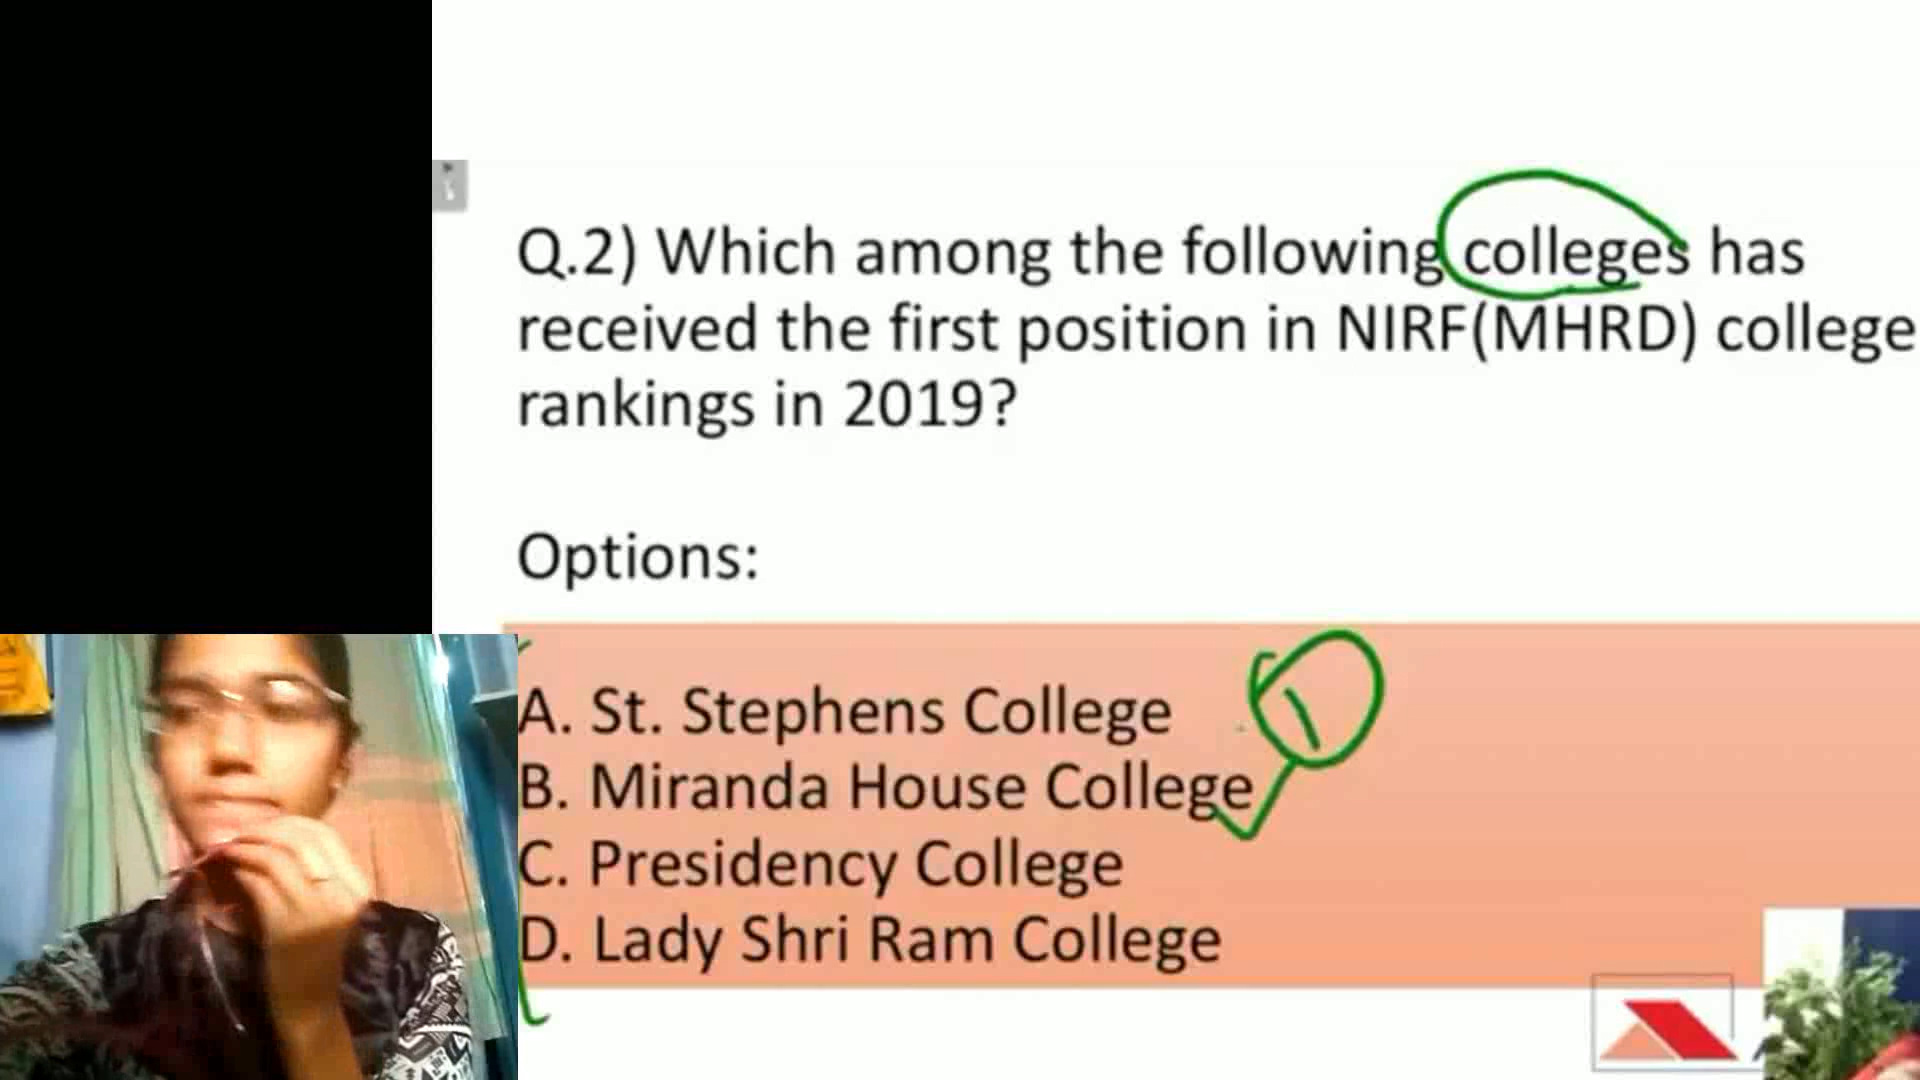 Q.2) Which among the following colleges has
received the first position in NIRF(MHRD) college
rankings in 2019?
Options:
A. St. Stephens College
B. Miranda House College
C. Presidency College
D. Lady Shri Ram College